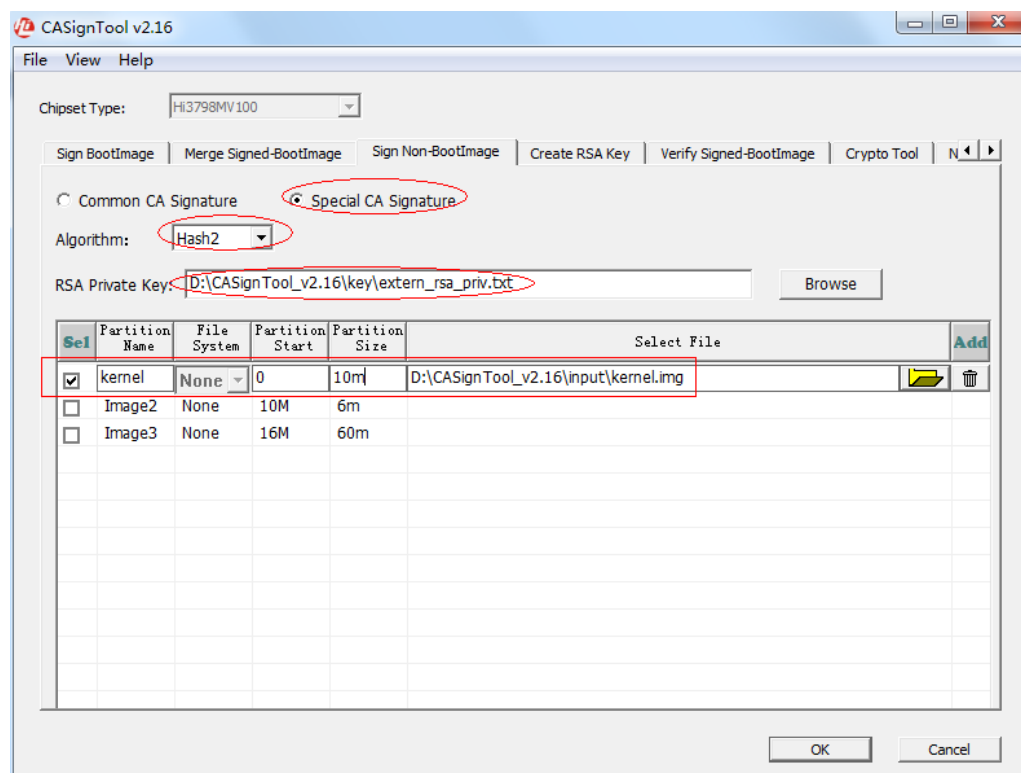 CASignTool v2.16
File View Help
Chipset Type: Hi3798MV100
Sign BootImage Merge Signed-BootImage Sign Non-BootImage Create RSA Key Verify Signed-BootImage Crypto Tool N
Common CA Signature Special CA Signature
Algorithm: Hash2
RSA Private Key: D:\CASignTool_v2.16\key\extern_rsa_priv.txt Browse
Sel Partition Name File System Partition Start Partition Size Select File Add
kernel None 0 10m D:\CASignTool_v2.16\input\kernel.img
Image2 None 10M 6m
Image3 None 16M 60m
OK Cancel